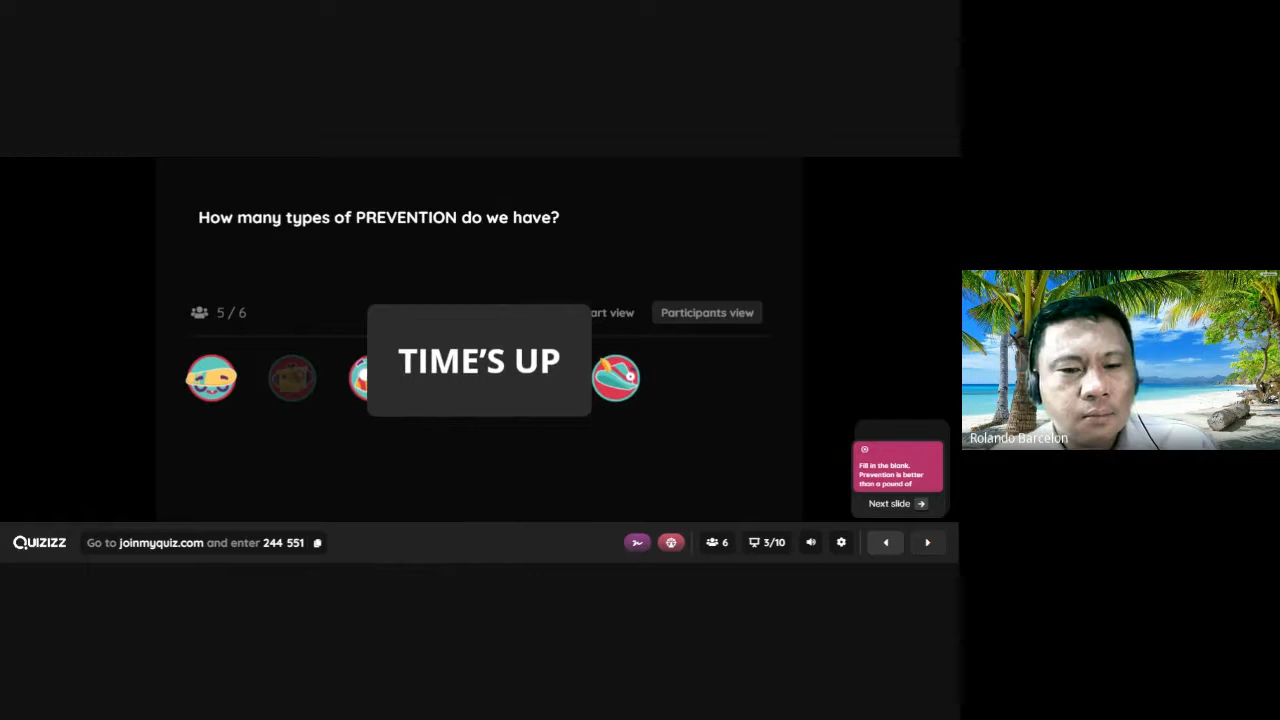 How many types of PREVENTION do we have?
5 / 6
art view
Participants view
TIME'S UP
Fill in the blank.
Prevention is better
than a pound of
Next slide
Rolando Barcelon
QUIZIZZ
Go to joinmyquiz.com and enter 244 551
6
3/10